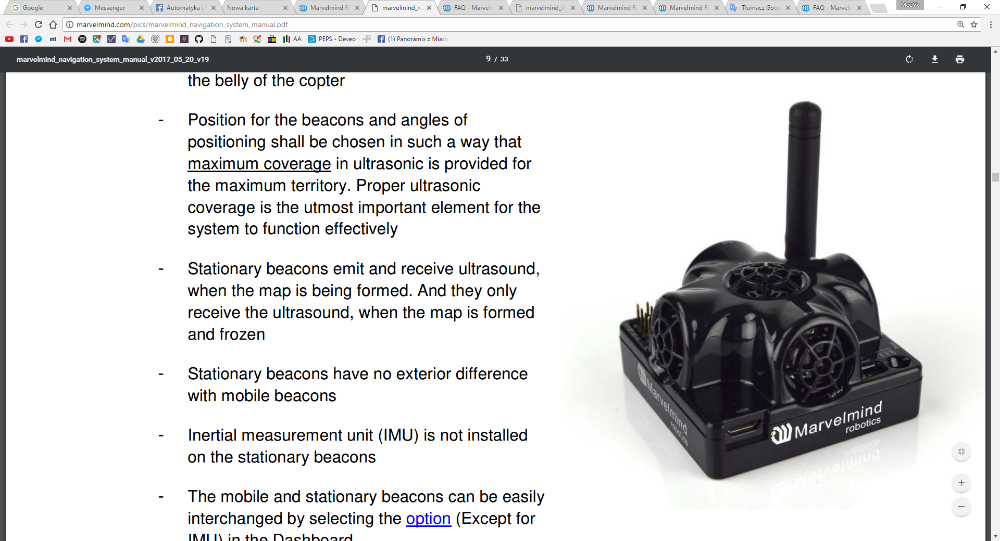 Google
Messenger
Automatyka i
Nowa karta
Marvelmind R
marvelmind_n
FAQ - Marvelm
marvelmind_in
Marvelmind R
Marvelmind Ro
Tłumacz Goog
FAQ - Marvelm
MooVx
marvelmind.com/pics/marvelmind_navigation_system_manual.pdf
int
AA
PEPS - Deveo
(1) Panoramix z Miast
marvelmind_navigation_system_manual_v2017_05_20_v19
9 / 33
the belly of the copter
- Position for the beacons and angles of
positioning shall be chosen in such a way that
maximum coverage in ultrasonic is provided for
the maximum territory. Proper ultrasonic
coverage is the utmost important element for the
system to function effectively
- Stationary beacons emit and receive ultrasound,
when the map is being formed. And they only
receive the ultrasound, when the map is formed
and frozen
- Stationary beacons have no exterior difference
with mobile beacons
- Inertial measurement unit (IMU) is not installed
on the stationary beacons
- The mobile and stationary beacons can be easily
interchanged by selecting the option (Except for
IMU) in the Dashboard
USB
Marvelmind
robotics
Marvelmind
robotics